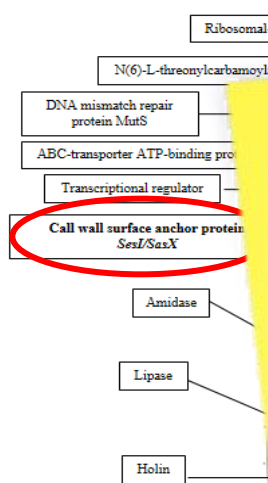 Ribosomal
N(6)-L-threonylcarbamoyl
DNA mismatch repair
protein MutS
ABC-transporter ATP-binding
Transcriptional regulator
Call wall surface anchor protein
SesI/SasX
Amidase
Lipase
Holin